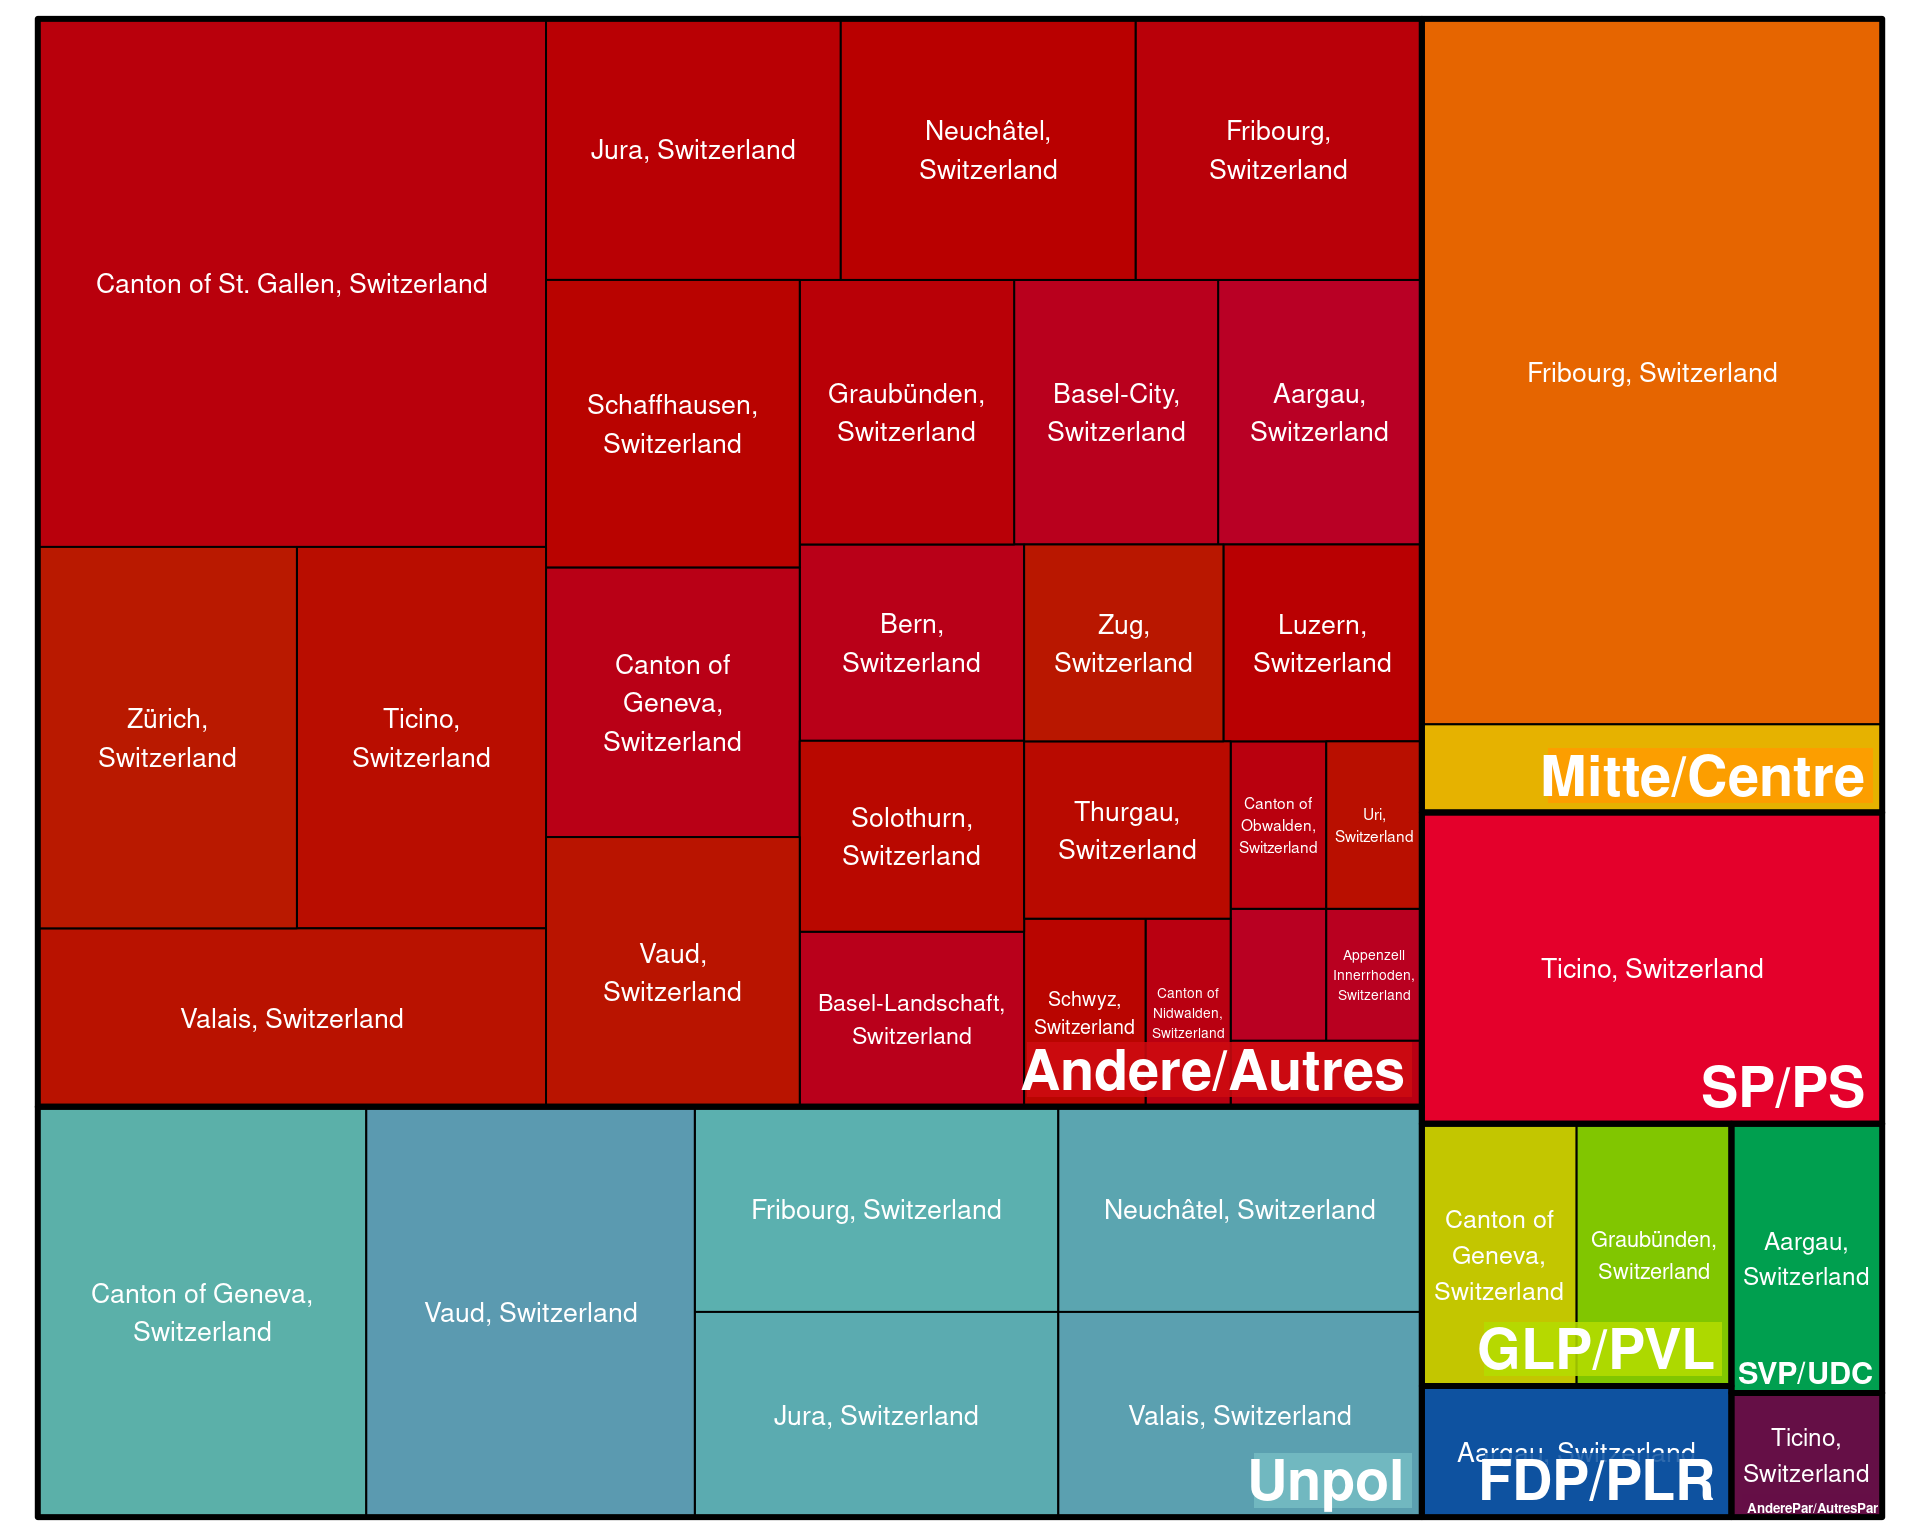 Canton of St. Gallen, Switzerland
Jura, Switzerland
Neuchâtel,
Switzerland
Fribourg,
Switzerland
Schaffhausen,
Switzerland
Graubünden,
Switzerland
Basel-City,
Switzerland
Aargau,
Switzerland
Zürich,
Switzerland
Ticino,
Switzerland
Valais, Switzerland
Canton of
Geneva,
Switzerland
Vaud,
Switzerland
Bern,
Switzerland
Zug,
Switzerland
Luzern,
Switzerland
Solothurn,
Switzerland
Thurgau,
Switzerland
Canton of
Obwalden,
Switzerland
Uri,
Switzerland
Basel-Landschaft,
Switzerland
Schwyz,
Switzerland
Canton of
Nidwalden,
Switzerland
Appenzell
Innerrhoden,
Switzerland
Andere/Autres
Fribourg, Switzerland
Mitte/Centre
Ticino, Switzerland
SP/PS
Canton of Geneva,
Switzerland
Vaud, Switzerland
Fribourg, Switzerland
Neuchâtel, Switzerland
Jura, Switzerland
Valais, Switzerland
Unpol
Canton of
Geneva,
Switzerland
Graubünden,
Switzerland
GLP/PVL
Aargau,
Switzerland
SVP/UDC
Aargau, Switzerland
FDP/PLR
Ticino,
Switzerland
AnderePar/AutresPar